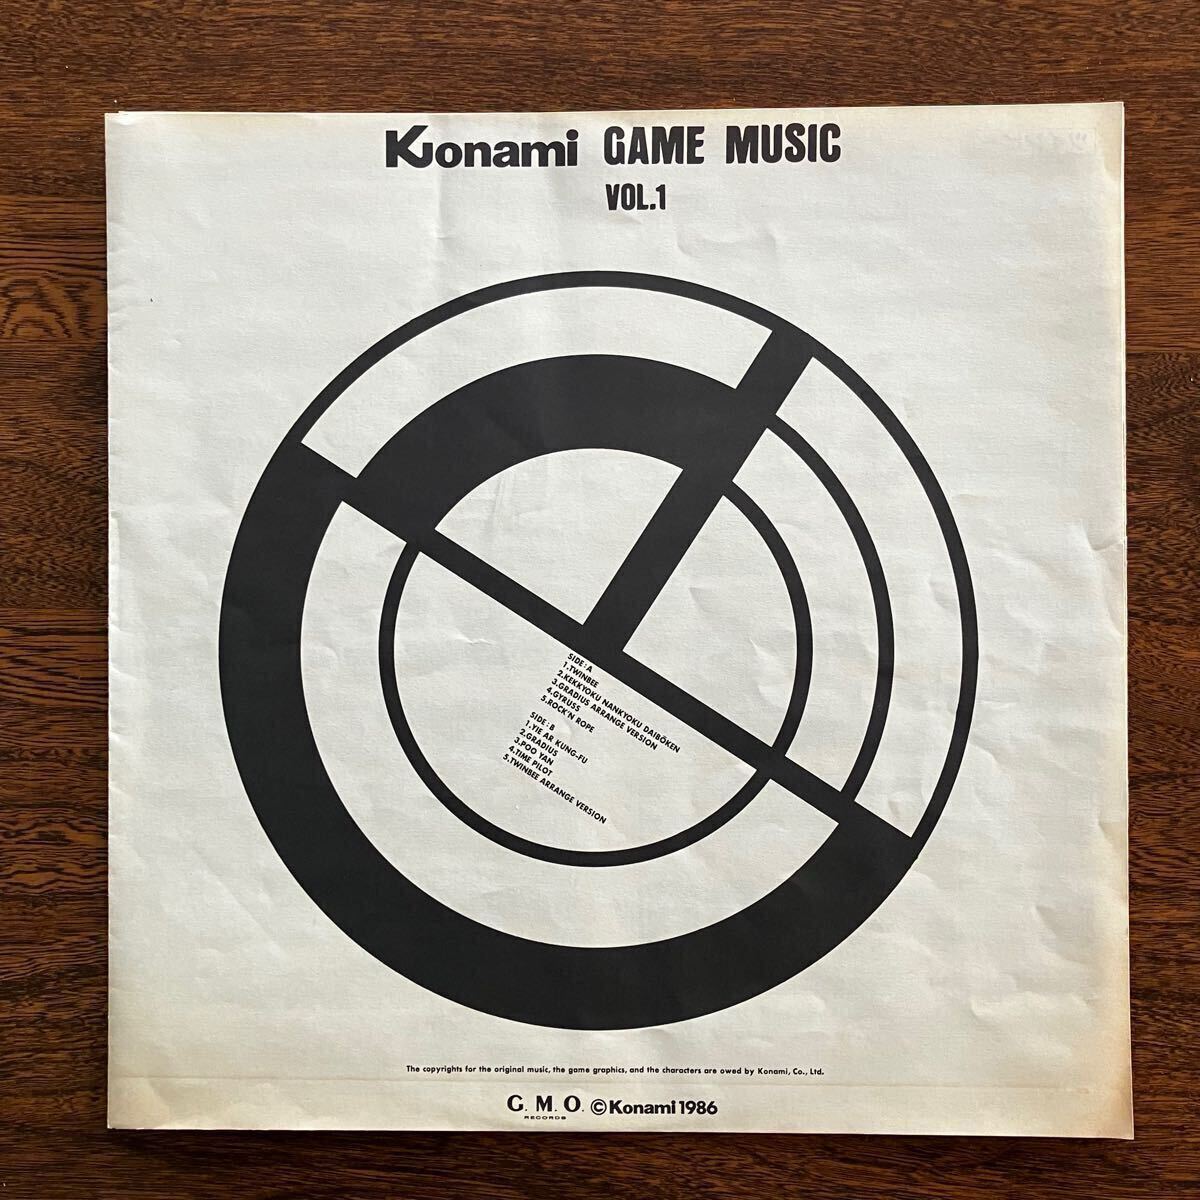 Konami GAME MUSIC
VOL.1
SIDE:A
1.TWINBEE
2.KEKKYOKU NANKYOKU DAIBŌKEN
3.GRADIUS ARRANGE VERSION
4.GYRUSS
5.ROCK'N ROPE
SIDE:B
1.YIE AR KUNG-FU
2.GRADIUS
3.POO YAN
4.TIME PILOT
5.TWINBEE ARRANGE VERSION
The copyrights for the original music, the game graphics, and the characters are owed by Konami, Co., Ltd.
G. M. O. ©Konami 1986
RECORDS